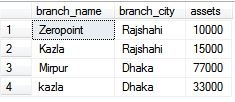 branch_name branch_city assets
1 Zeropoint Rajshahi 10000
2 Kazla Rajshahi 15000
3 Mirpur Dhaka 77000
4 kazla Dhaka 33000